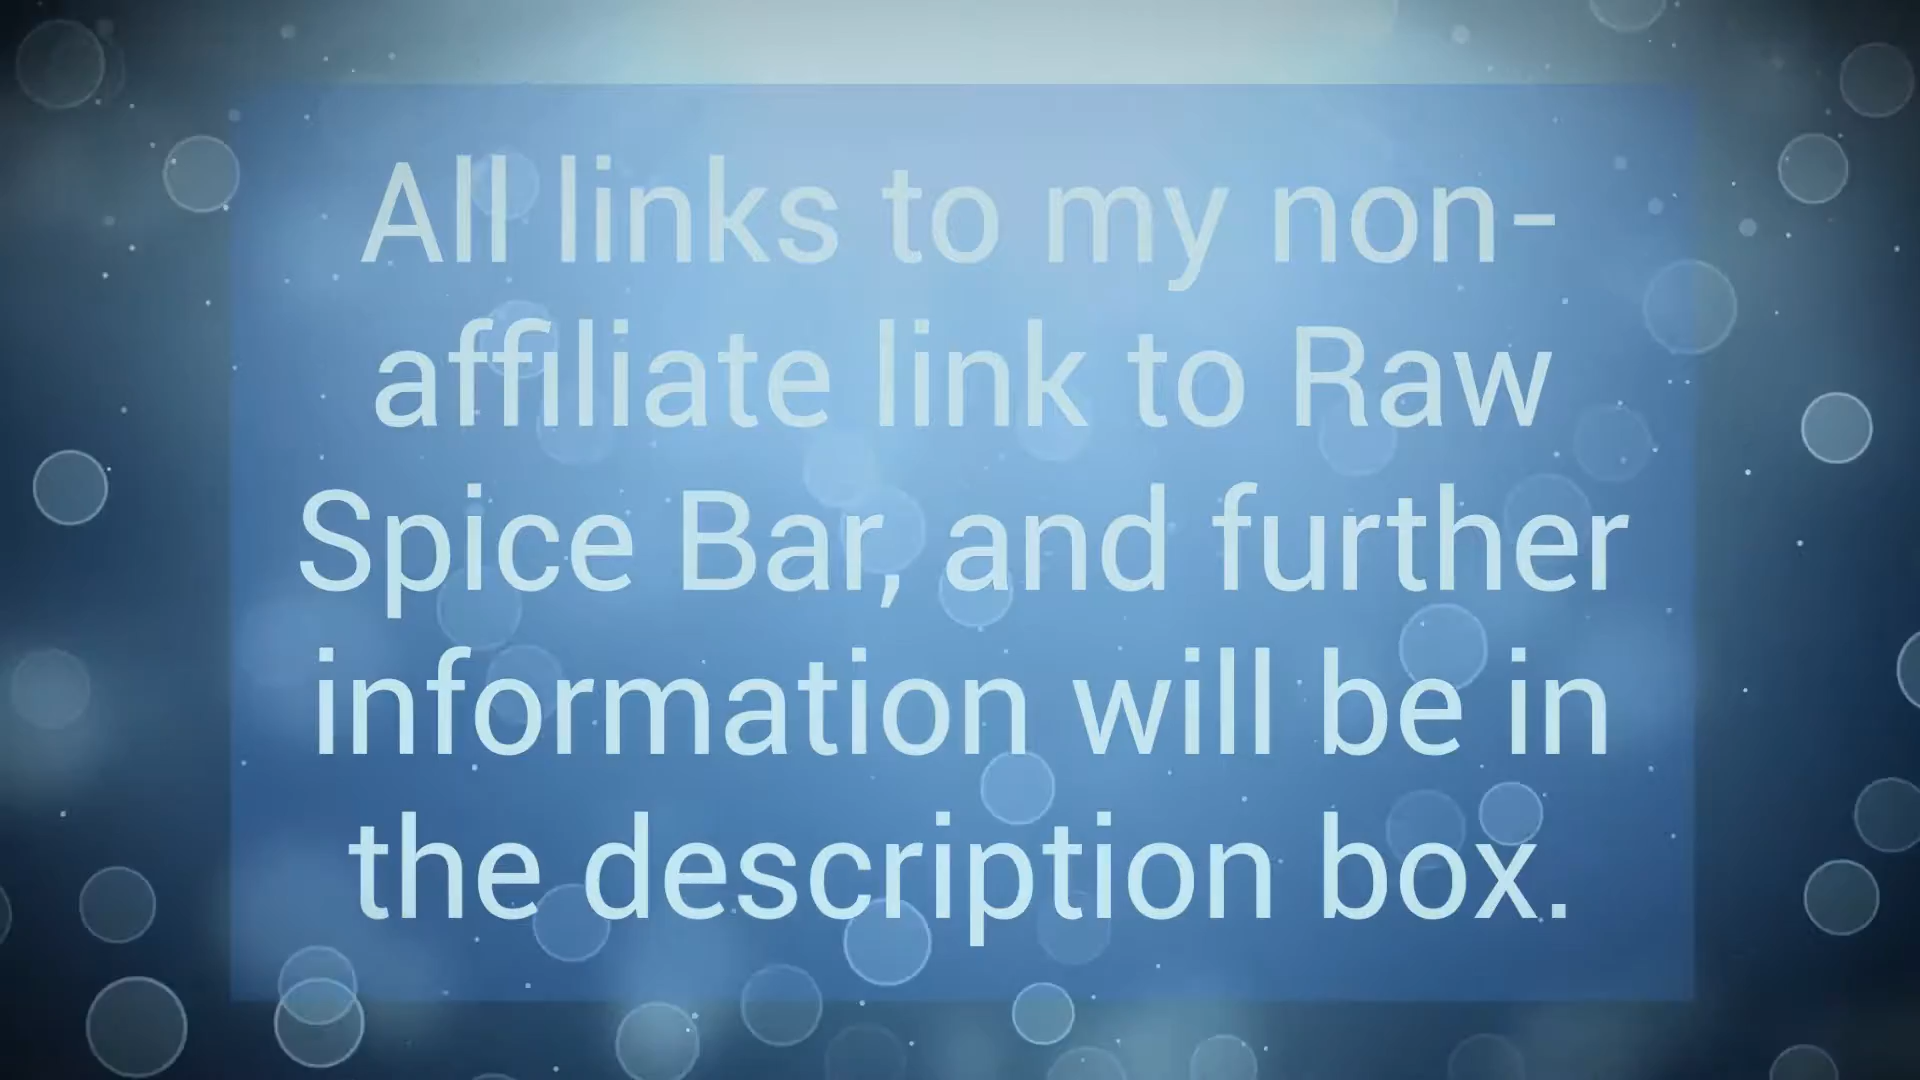 All links to my non-
affiliate link to Raw
Spice Bar, and further
information will be in
the description box.